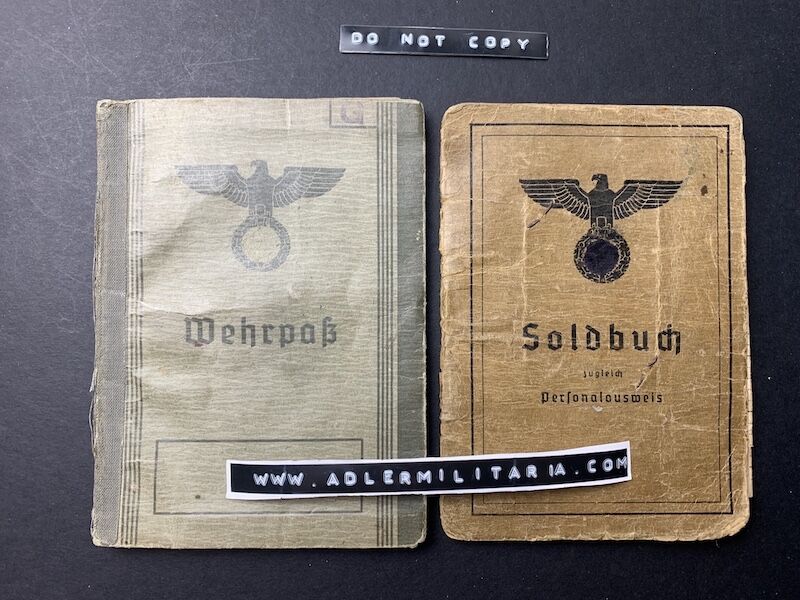 DO NOT COPY
G
Wehrpaß
Soldbuch
zugleich
Personalausweis
WWW.ADLERMILITARIA.COM